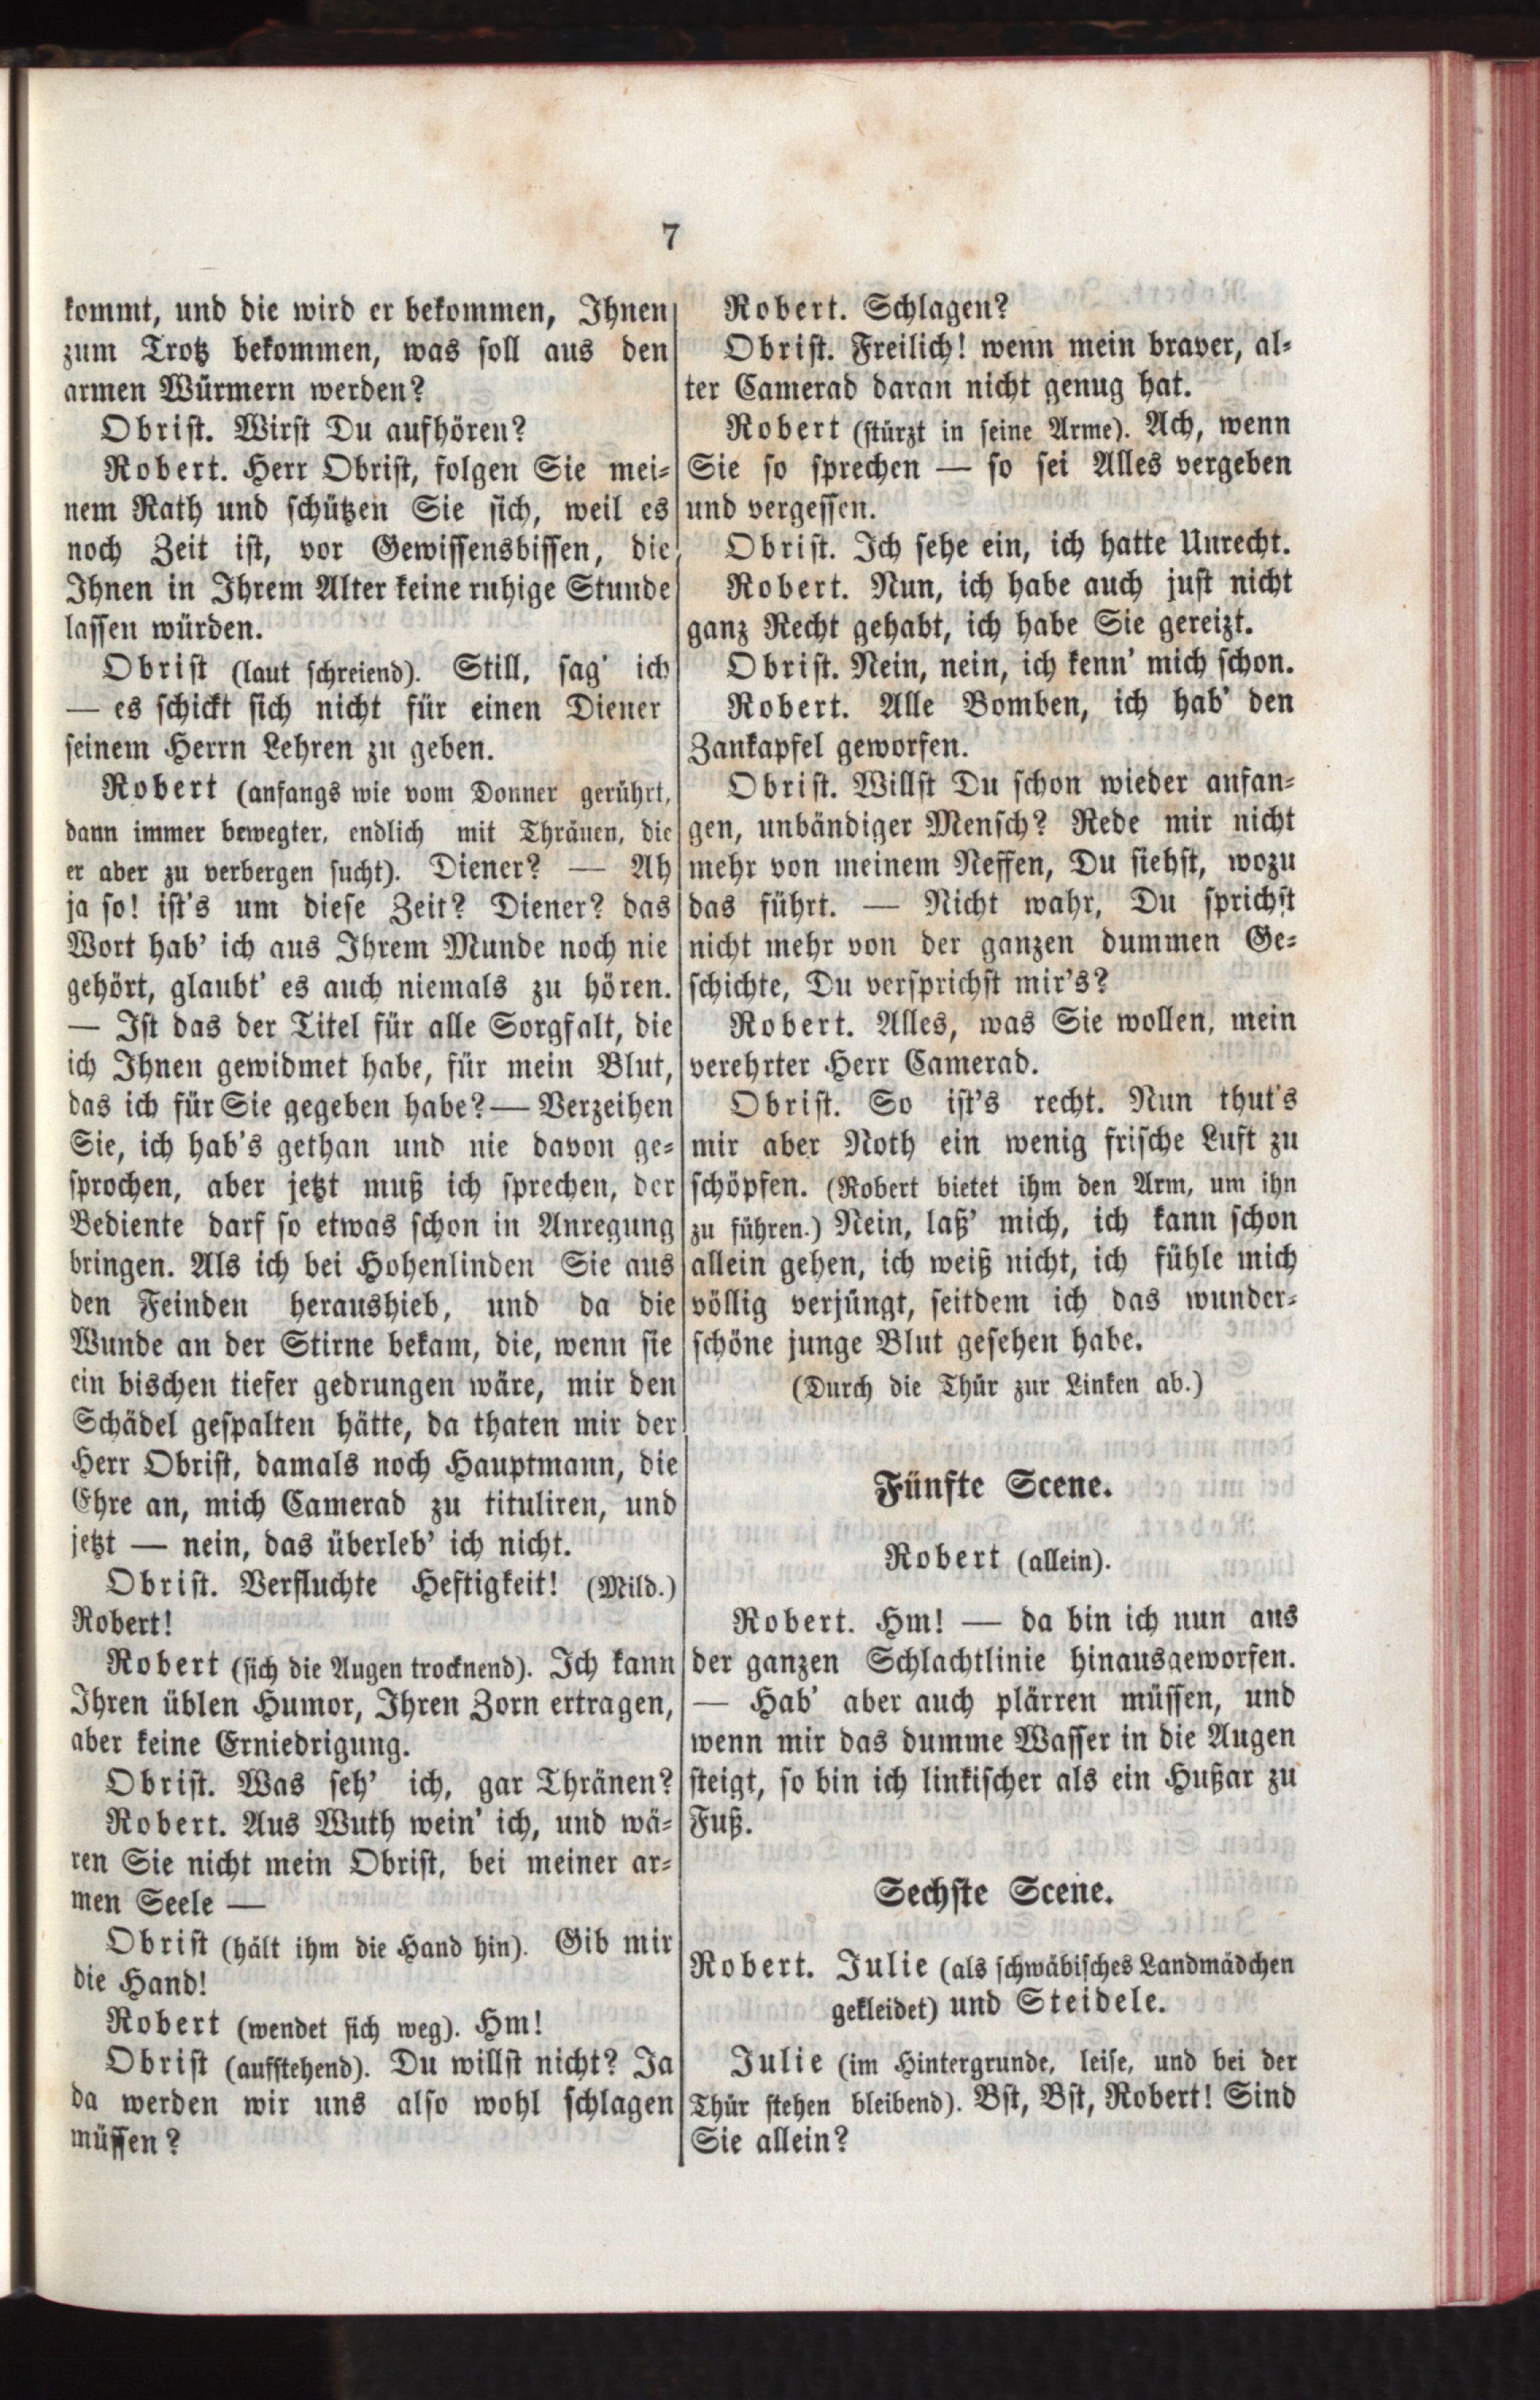 7
kommt, und die wird er bekommen, Ihnen
zum Trotz bekommen, was soll aus den
armen Würmern werden?
Obrist. Wirst Du aufhören?
Robert. Herr Obrist, folgen Sie mei-
nem Rath und schützen Sie sich, weil es
noch Zeit ist, vor Gewissensbissen, die
Ihnen in Ihrem Alter keine ruhige Stunde
lassen würden.
Obrist (laut schreiend). Still, sag' ich
— es schickt sich nicht für einen Diener
seinem Herrn Lehren zu geben.
Robert (anfangs wie vom Donner gerührt,
dann immer bewegter, endlich mit Thränen, die
er aber zu verbergen sucht). Diener? — Ah
ja so! ist's um diese Zeit? Diener? das
Wort hab' ich aus Ihrem Munde noch nie
gehört, glaubt' es auch niemals zu hören.
— Ist das der Titel für alle Sorgfalt, die
ich Ihnen gewidmet habe, für mein Blut,
das ich für Sie gegeben habe? — Verzeihen
Sie, ich hab's gethan und nie davon ge-
sprochen, aber jetzt muß ich sprechen, der
Bediente darf so etwas schon in Anregung
bringen. Als ich bei Hohenlinden Sie aus
den Feinden heraushieb, und da die
Wunde an der Stirne bekam, die, wenn sie
ein bischen tiefer gedrungen wäre, mir den
Schädel gespalten hätte, da thaten mir der
Herr Obrist, damals noch Hauptmann, die
Ehre an, mich Camerad zu tituliren, und
jetzt — nein, das überleb' ich nicht.
Obrist. Verfluchte Heftigkeit! (Mild.)
Robert!
Robert (sich die Augen trocknend). Ich kann
Ihren üblen Humor, Ihren Zorn ertragen,
aber keine Erniedrigung.
Obrist. Was seh' ich, gar Thränen?
Robert. Aus Wuth wein' ich, und wä-
ren Sie nicht mein Obrist, bei meiner ar-
men Seele —
Obrist (hält ihm die Hand hin). Gib mir
die Hand!
Robert (wendet sich weg). Hm!
Obrist (aufstehend). Du willst nicht? Ja
da werden wir uns also wohl schlagen
müssen?
Robert. Schlagen?
Obrist. Freilich! wenn mein braver, al-
ter Camerad daran nicht genug hat.
Robert (stürzt in seine Arme). Ach, wenn
Sie so sprechen — so sei Alles vergeben
und vergessen.
Obrist. Ich sehe ein, ich hatte Unrecht.
Robert. Nun, ich habe auch just nicht
ganz Recht gehabt, ich habe Sie gereizt.
Obrist. Nein, nein, ich kenn' mich schon.
Robert. Alle Bomben, ich hab' den
Zankapfel geworfen.
Obrist. Willst Du schon wieder anfan-
gen, unbändiger Mensch? Rede mir nicht
mehr von meinem Neffen, Du siehst, wozu
das führt. — Nicht wahr, Du sprichst
nicht mehr von der ganzen dummen Ge-
schichte, Du versprichst mir's?
Robert. Alles, was Sie wollen, mein
verehrter Herr Camerad.
Obrist. So ist's recht. Nun thut's
mir aber Noth ein wenig frische Luft zu
schöpfen. (Robert bietet ihm den Arm, um ihn
zu führen.) Nein, laß' mich, ich kann schon
allein gehen, ich weiß nicht, ich fühle mich
völlig verjüngt, seitdem ich das wunder-
schöne junge Blut gesehen habe.
(Durch die Thür zur Linken ab.)
Fünfte Scene.
Robert (allein).
Robert. Hm! — da bin ich nun aus
der ganzen Schlachtlinie hinausgeworfen.
— Hab' aber auch plärren müssen, und
wenn mir das dumme Wasser in die Augen
steigt, so bin ich linkischer als ein Hußar zu
Fuß.
Sechste Scene.
Robert. Julie (als schwäbisches Landmädchen
gekleidet) und Steidele.
Julie (im Hintergrunde, leise, und bei der
Thür stehen bleibend). Bst, Bst, Robert! Sind
Sie allein?